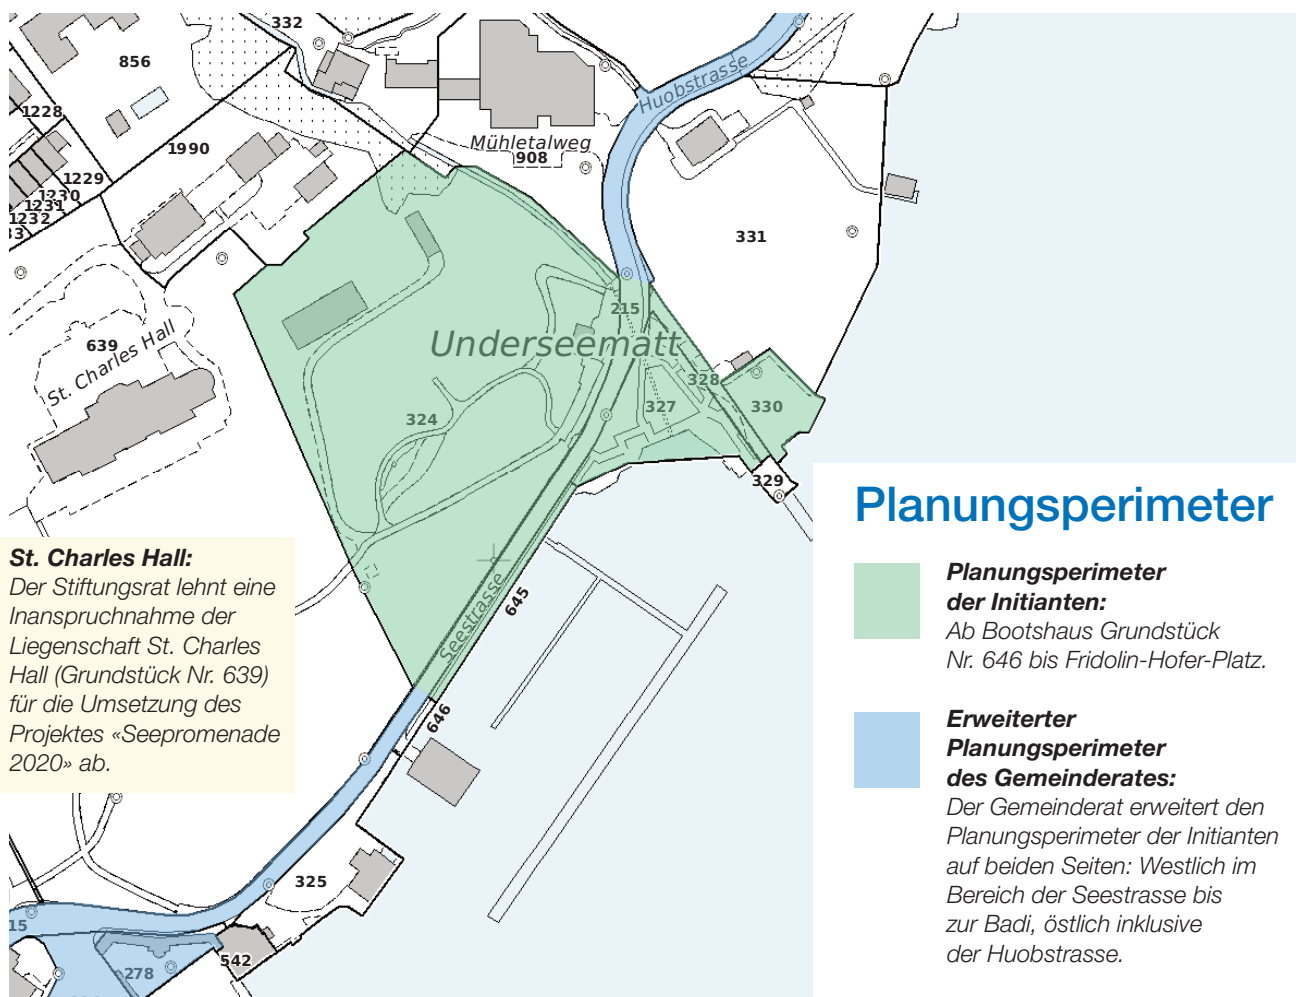 332
856
1228
1990
Mühletalweg
908
Huobstrasse
1229
1230
1231
1232
33
331
639
St. Charles Hall
215
Underseematt
328
327
330
324
329
Planungsperimeter
St. Charles Hall:
Der Stiftungsrat lehnt eine
Inanspruchnahme der
Liegenschaft St. Charles
Hall (Grundstück Nr. 639)
für die Umsetzung des
Projektes «Seepromenade
2020» ab.
Planungsperimeter
der Initianten:
Ab Bootshaus Grundstück
Nr. 646 bis Fridolin-Hofer-Platz.
Seestrasse
645
646
Erweiterter
Planungsperimeter
des Gemeinderates:
Der Gemeinderat erweitert den
Planungsperimeter der Initianten
auf beiden Seiten: Westlich im
Bereich der Seestrasse bis
zur Badi, östlich inklusive
der Huobstrasse.
325
15
542
278